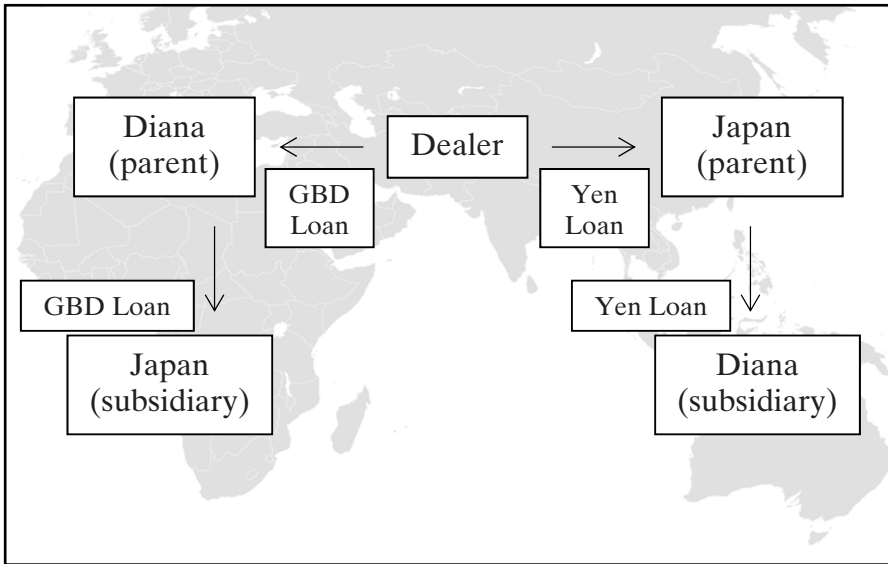 Diana
(parent)
Dealer
Japan
(parent)
GBD
Loan
Yen
Loan
GBD Loan
Yen Loan
Japan
(subsidiary)
Diana
(subsidiary)